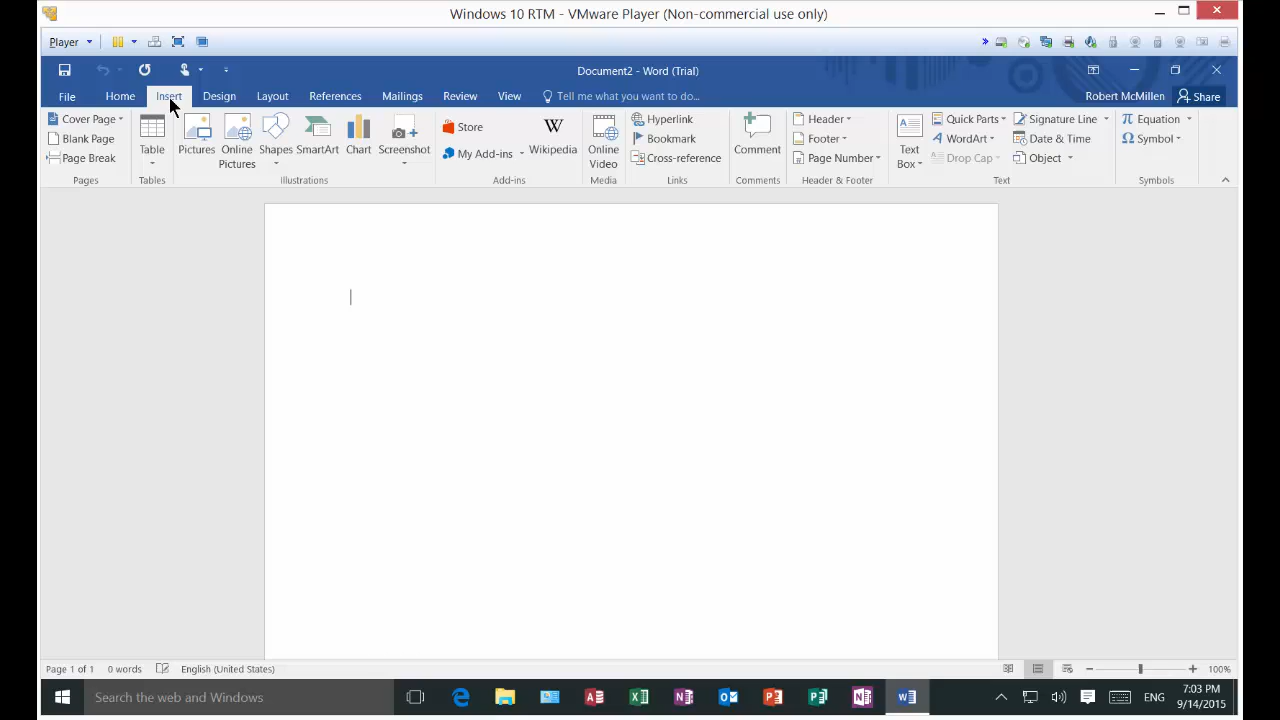 Windows 10 RTM - VMware Player (Non-commercial use only)
Player
Document2 - Word (Trial)
File Home Insert Design Layout References Mailings Review View Tell me what you want to do... Robert McMillen Share
Cover Page
Blank Page
Page Break
Pages
Table
Tables
Pictures
Online
Pictures
Shapes
SmartArt
Chart
Screenshot
Illustrations
Store
My Add-ins
Wikipedia
Add-ins
Online
Video
Media
Hyperlink
Bookmark
Cross-reference
Links
Comment
Comments
Header
Footer
Page Number
Header & Footer
Text
Box
Quick Parts
WordArt
Drop Cap
Signature Line
Date & Time
Object
Text
Equation
Symbol
Symbols
Page 1 of 1 0 words English (United States) 100%
Search the web and Windows
ENG
7:03 PM
9/14/2015